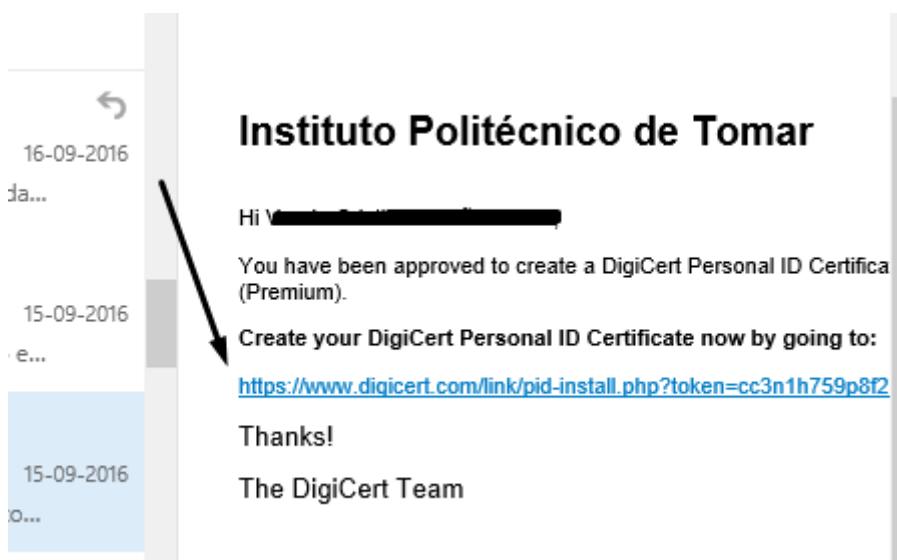 16-09-2016
da...
15-09-2016
e...
15-09-2016
o...
Instituto Politécnico de Tomar
Hi
You have been approved to create a DigiCert Personal ID Certifica
(Premium).
Create your DigiCert Personal ID Certificate now by going to:
https://www.digicert.com/link/pid-install.php?token=cc3n1h759p8f2
Thanks!
The DigiCert Team